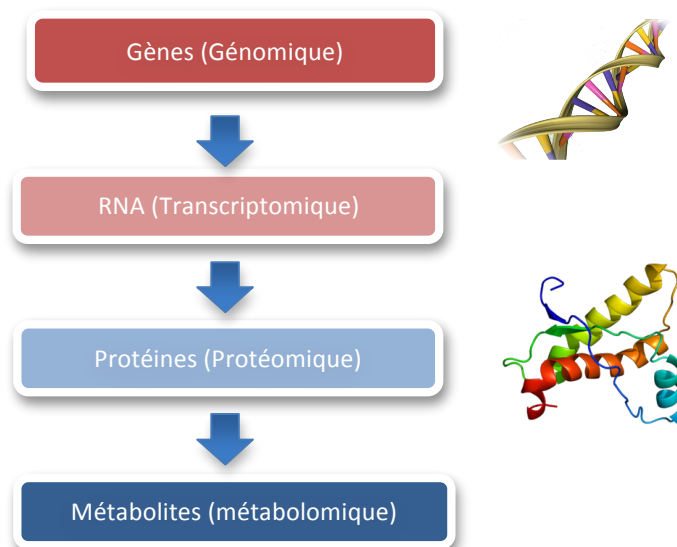 Gènes (Génomique)
RNA (Transcriptomique)
Protéines (Protéomique)
Métabolites (métabolomique)